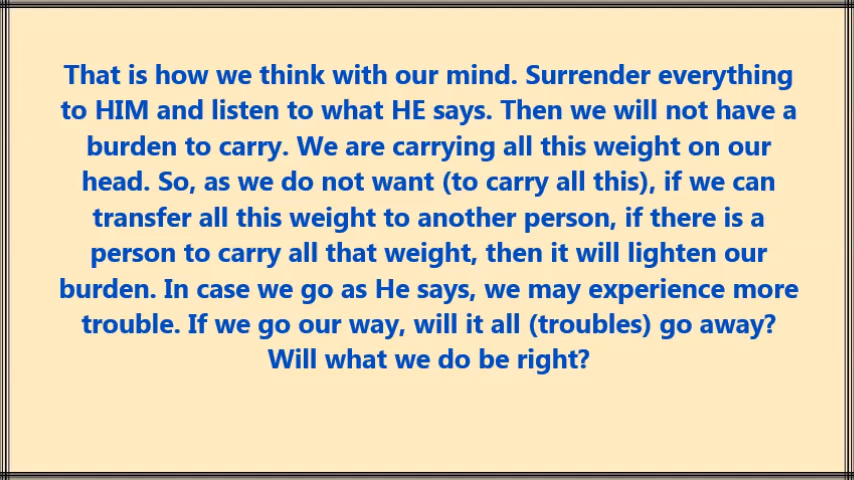 That is how we think with our mind. Surrender everything
to HIM and listen to what HE says. Then we will not have a
burden to carry. We are carrying all this weight on our
head. So, as we do not want (to carry all this), if we can
transfer all this weight to another person, if there is a
person to carry all that weight, then it will lighten our
burden. In case we go as He says, we may experience more
trouble. If we go our way, will it all (troubles) go away?
Will what we do be right?